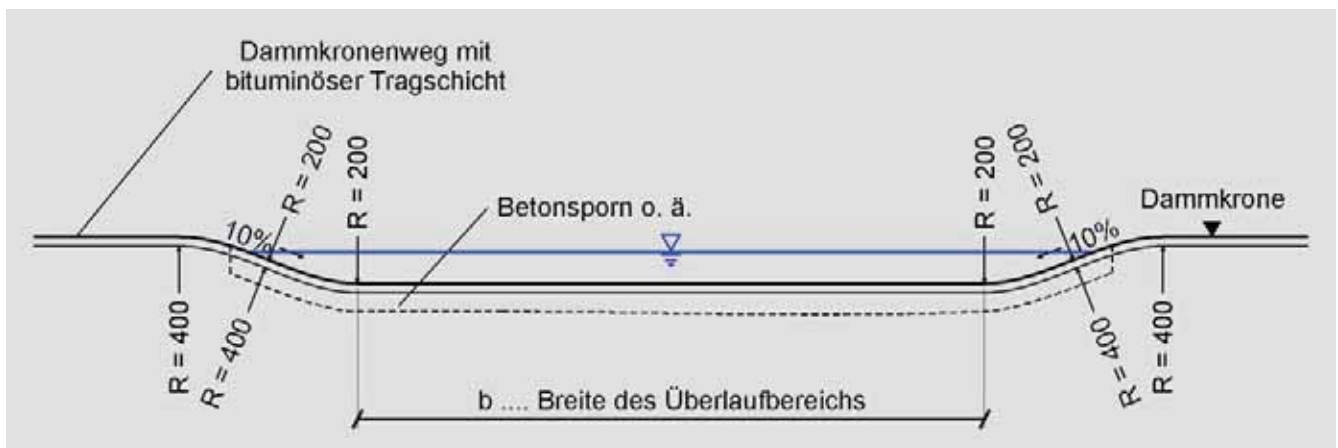 Dammkronenweg mit
bituminöser Tragschicht
R = 200
R = 200
R = 200
R = 200
Betonsporn o. ä.
Dammkrone
10%
10%
R = 400
R = 400
R = 400
R = 400
b .... Breite des Überlaufbereichs